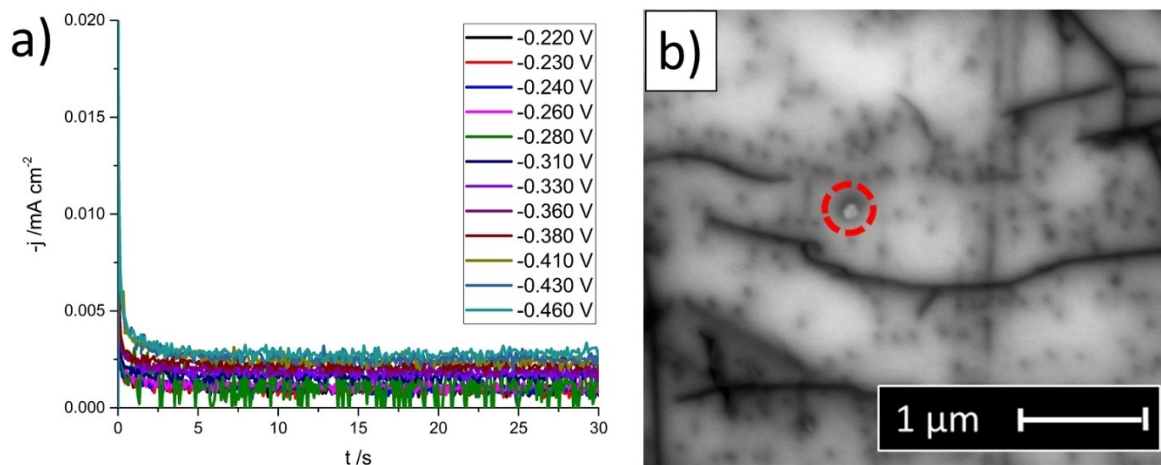 a)
0.020
0.015
0.010
0.005
0.000
-j /mA cm⁻²
0
5
10
15
20
25
30
t /s
-0.220 V
-0.230 V
-0.240 V
-0.260 V
-0.280 V
-0.310 V
-0.330 V
-0.360 V
-0.380 V
-0.410 V
-0.430 V
-0.460 V
b)
1 μm